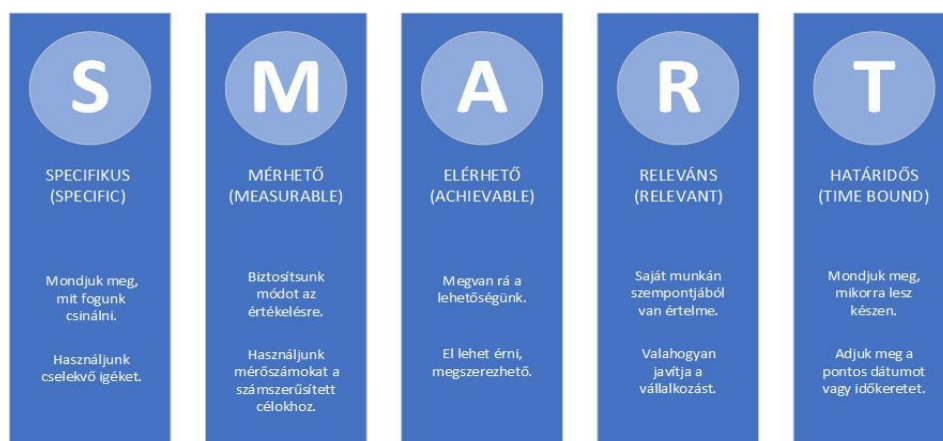 S
SPECIFIKUS
(SPECIFIC)
Mondjuk meg,
mit fogunk
csinálni.
Használjunk
cselekvő igéket.
M
MÉRHETŐ
(MEASURABLE)
Biztosítsunk
módot az
értékelésre.
Használjunk
mérőszámokat a
számszerűsített
célokhoz.
A
ELÉRHETŐ
(ACHIEVABLE)
Megvan rá a
lehetőségünk.
El lehet érni,
megszerezhető.
R
RELEVÁNS
(RELEVANT)
Saját munkán
szempontjából
van értelme.
Valahogyan
javítja a
vállalkozást.
T
HATÁRIDŐS
(TIME BOUND)
Mondjuk meg,
mikorra lesz
készen.
Adjuk meg a
pontos dátumot
vagy időkeretet.